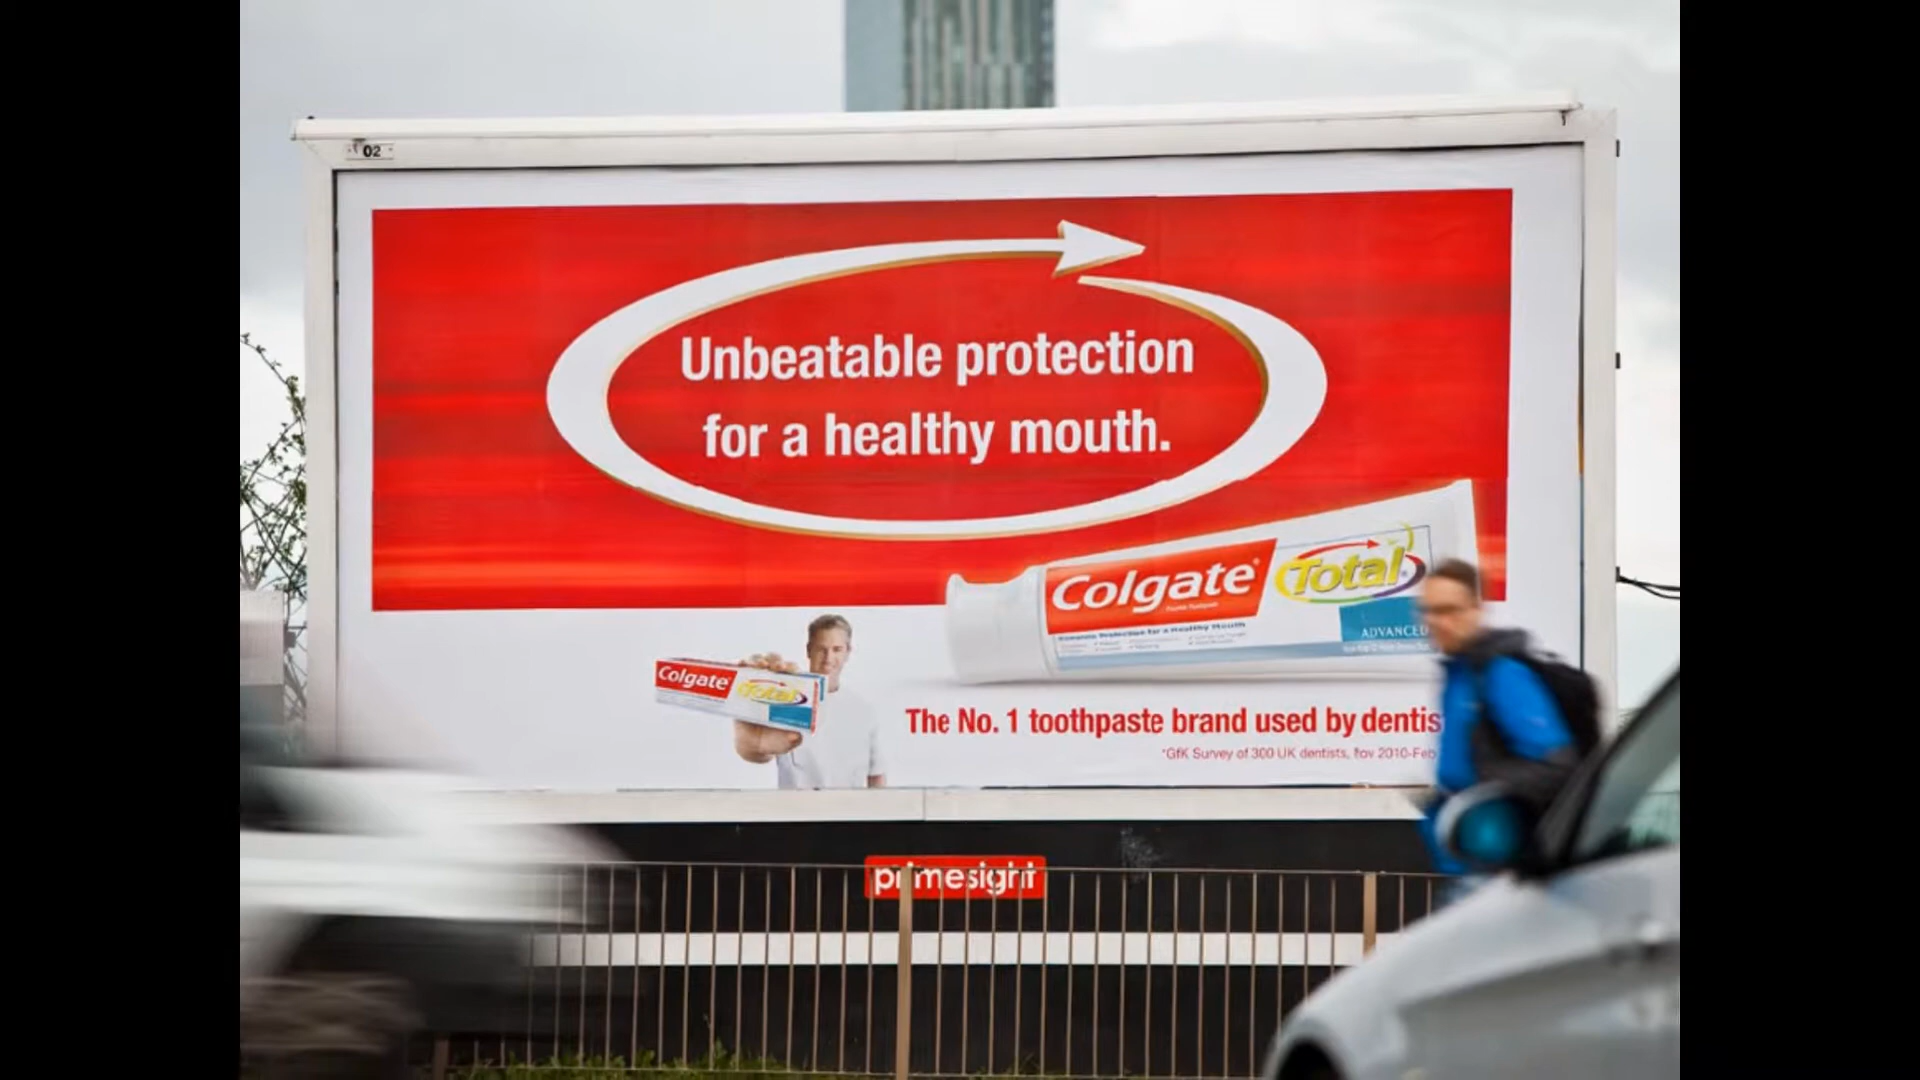 02
Unbeatable protection
for a healthy mouth.
Colgate Total
ADVANCED
Colgate Total
The No. 1 toothpaste brand used by dentis
*GfK Survey of 300 UK dentists, Nov 2010-Feb
primesight